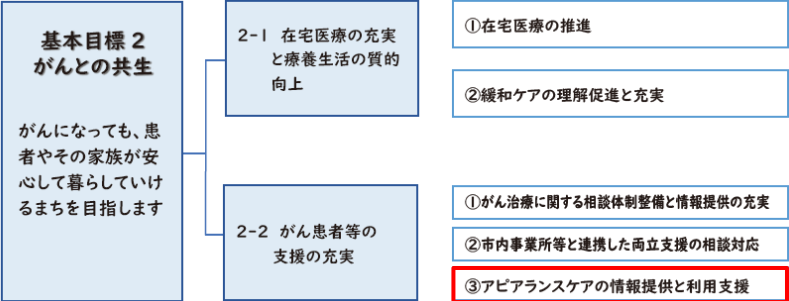 基本目標2
がんとの共生
がんになっても、患
者やその家族が安
心して暮らしていけ
るまちを目指します
2-1 在宅医療の充実
と療養生活の質的
向上
①在宅医療の推進
②緩和ケアの理解促進と充実
2-2 がん患者等の
支援の充実
①がん治療に関する相談体制整備と情報提供の充実
②市内事業所等と連携した両立支援の相談対応
③アピアランスケアの情報提供と利用支援